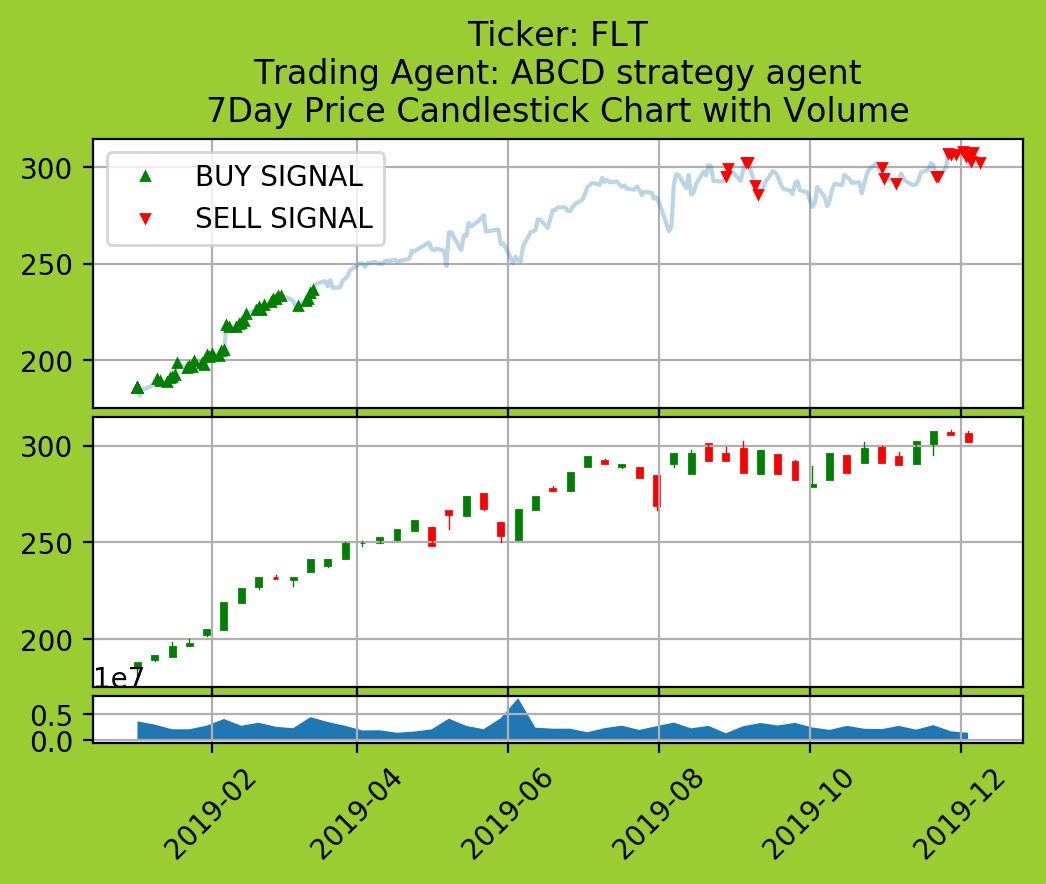 Ticker: FLT
Trading Agent: ABCD strategy agent
7Day Price Candlestick Chart with Volume
BUY SIGNAL
SELL SIGNAL
300
250
200
300
250
200
1e7
0.5
0.0
2019-02
2019-04
2019-06
2019-08
2019-10
2019-12